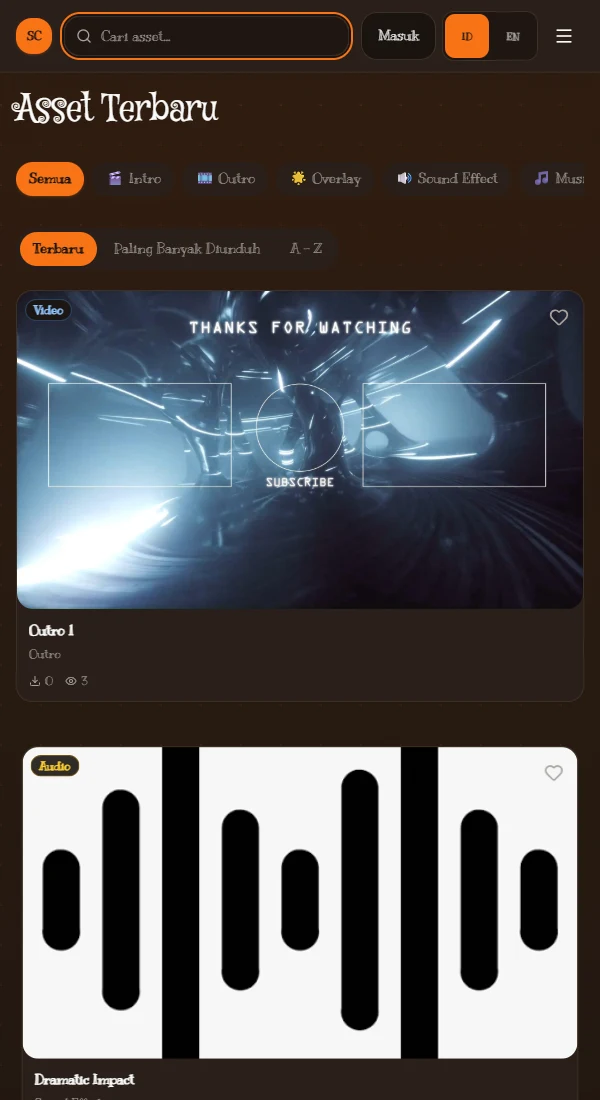 SC Cari asset... Masuk ID EN
Asset Terbaru
Semua Intro Outro Overlay Sound Effect
Terbaru Paling Banyak Diunduh A - Z
Video
THANKS FOR WATCHING
SUBSCRIBE
Outro 1
Outro
0 3
Audio
Dramatic Impact